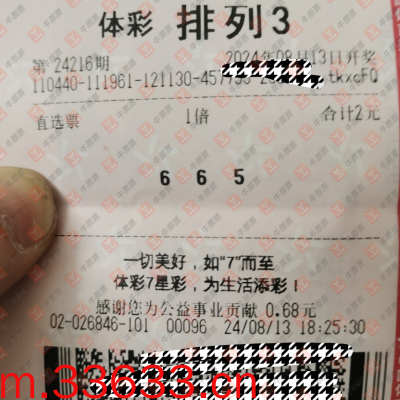 体彩 排列3
第 24216期 2024年08月13日开奖
110440-111961-121130-457795 tkxcFQ
直选票 1倍 合计2元
6 6 5
一切美好，如"7"而至
体彩7星彩，为生活添彩！
感谢您为公益事业贡献 0.68元
02-026846-101 00096 24/08/13 18:25:30
m.33633.cn